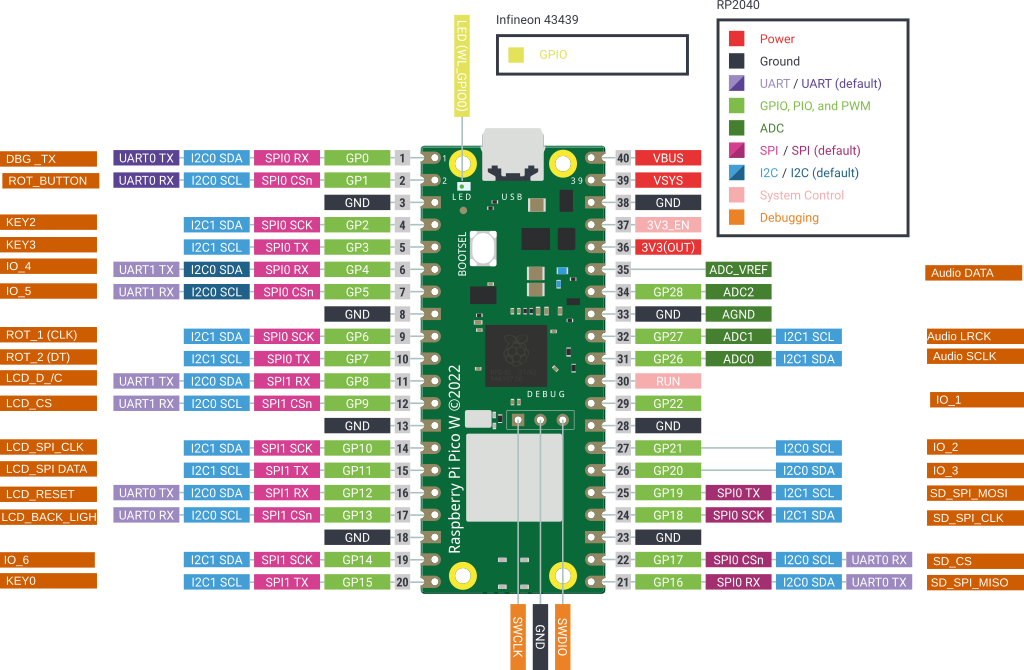 RP2040
Infineon 43439
GPIO
Power
Ground
UART / UART (default)
GPIO, PIO, and PWM
ADC
SPI / SPI (default)
I2C / I2C (default)
System Control
Debugging
LED (WL_GPIO0)
DBG _TX UART0 TX I2C0 SDA SPI0 RX GP0 1
ROT_BUTTON UART0 RX I2C0 SCL SPI0 CSn GP1 2
GND 3
KEY2 I2C1 SDA SPI0 SCK GP2 4
KEY3 I2C1 SCL SPI0 TX GP3 5
IO_4 UART1 TX I2C0 SDA SPI0 RX GP4 6
IO_5 UART1 RX I2C0 SCL SPI0 CSn GP5 7
GND 8
ROT_1 (CLK) I2C1 SDA SPI0 SCK GP6 9
ROT_2 (DT) I2C1 SCL SPI0 TX GP7 10
LCD_D_/C UART1 TX I2C0 SDA SPI1 RX GP8 11
LCD_CS UART1 RX I2C0 SCL SPI1 CSn GP9 12
GND 13
LCD_SPI_CLK I2C1 SDA SPI1 SCK GP10 14
LCD_SPI DATA I2C1 SCL SPI1 TX GP11 15
LCD_RESET UART0 TX I2C0 SDA SPI1 RX GP12 16
LCD_BACK_LIGH UART0 RX I2C0 SCL SPI1 CSn GP13 17
GND 18
IO_6 I2C1 SDA SPI1 SCK GP14 19
KEY0 I2C1 SCL SPI1 TX GP15 20
1
2
39
LED
USB
BOOTSEL
DEBUG
Raspberry Pi Pico W ©2022
40 VBUS
39 VSYS
38 GND
37 3V3_EN
36 3V3(OUT)
35 ADC_VREF Audio DATA
34 GP28 ADC2
33 GND AGND
32 GP27 ADC1 I2C1 SCL Audio LRCK
31 GP26 ADC0 I2C1 SDA Audio SCLK
30 RUN
29 GP22 IO_1
28 GND
27 GP21 I2C0 SCL IO_2
26 GP20 I2C0 SDA IO_3
25 GP19 SPI0 TX I2C1 SCL SD_SPI_MOSI
24 GP18 SPI0 SCK I2C1 SDA SD_SPI_CLK
23 GND
22 GP17 SPI0 CSn I2C0 SCL UART0 RX SD_CS
21 GP16 SPI0 RX I2C0 SDA UART0 TX SD_SPI_MISO
SWCLK
GND
SWDIO